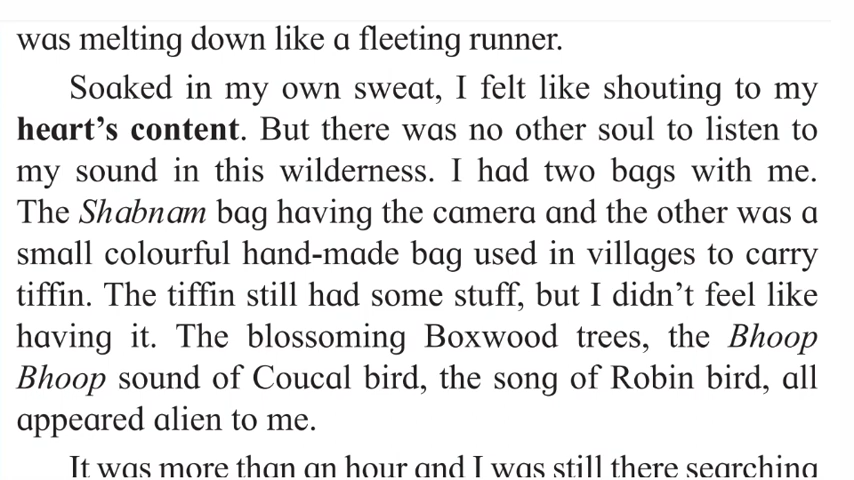 was melting down like a fleeting runner.
Soaked in my own sweat, I felt like shouting to my
heart’s content. But there was no other soul to listen to
my sound in this wilderness. I had two bags with me.
The Shabnam bag having the camera and the other was a
small colourful hand-made bag used in villages to carry
tiffin. The tiffin still had some stuff, but I didn’t feel like
having it. The blossoming Boxwood trees, the Bhoop
Bhoop sound of Coucal bird, the song of Robin bird, all
appeared alien to me.
It was more than an hour and I was still there searching